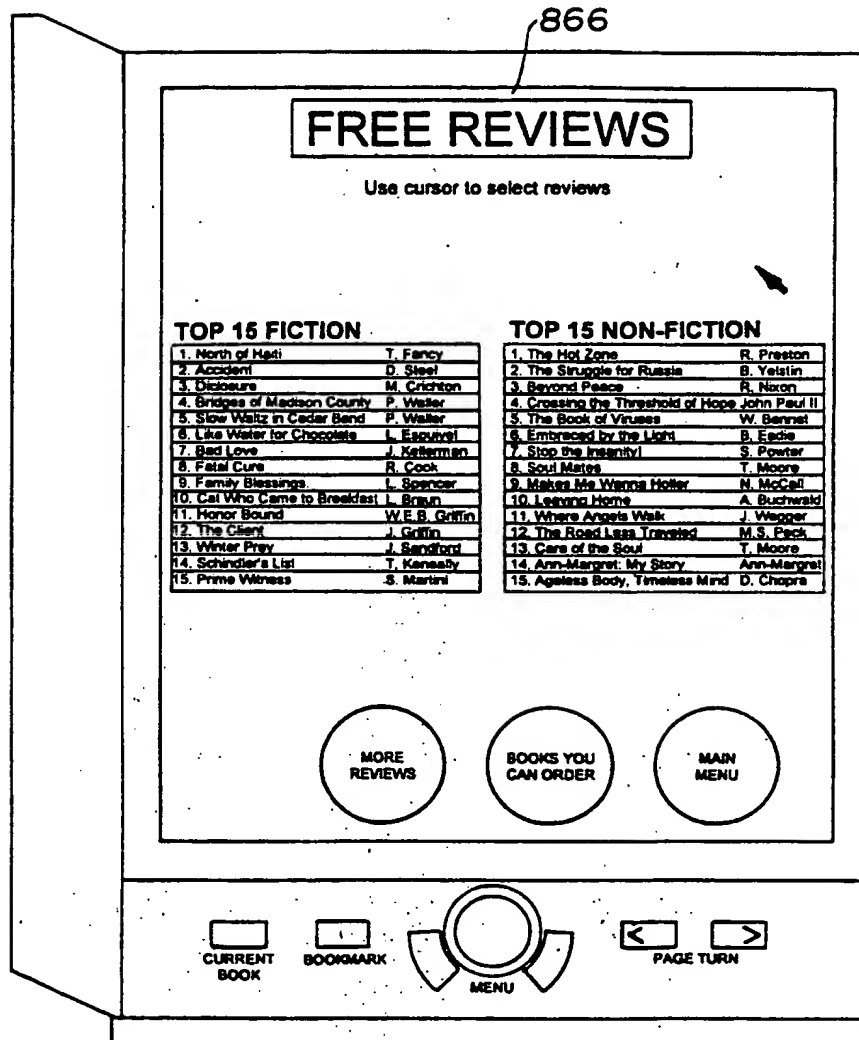 866
FREE REVIEWS
Use cursor to select reviews
TOP 15 FICTION
1. North of Haiti T. Fancy
2. Accident D. Steel
3. Diclosure M. Crichton
4. Bridges of Madison County P. Waller
5. Slow Waltz in Cedar Bend P. Waller
6. Like Water for Chocolate L. Esquivel
7. Bad Love J. Kellerman
8. Fatal Cure R. Cook
9. Family Blessings L. Spencer
10. Cat Who Came to Breakfast L. Braun
11. Honor Bound W.E.B. Griffin
12. The Client J. Griffin
13. Winter Prey J. Sandford
14. Schindler's List T. Keneally
15. Prime Witness S. Martini
TOP 15 NON-FICTION
1. The Hot Zone R. Preston
2. The Struggle for Russia B. Yelstin
3. Beyond Peace R. Nixon
4. Crossing the Threshold of Hope John Paul II
5. The Book of Viruses W. Bennet
6. Embraced by the Light B. Eadie
7. Stop the Insanity! S. Powter
8. Soul Mates T. Moore
9. Makes Me Wanna Holler N. McCall
10. Leaving Home A. Buchwald
11. Where Angels Walk J. Wagger
12. The Road Less Traveled M.S. Peck
13. Care of the Soul T. Moore
14. Ann-Margret: My Story Ann-Margret
15. Ageless Body, Timeless Mind D. Chopra
MORE
REVIEWS
BOOKS YOU
CAN ORDER
MAIN
MENU
CURRENT
BOOK
BOOKMARK
MENU
< >
PAGE TURN